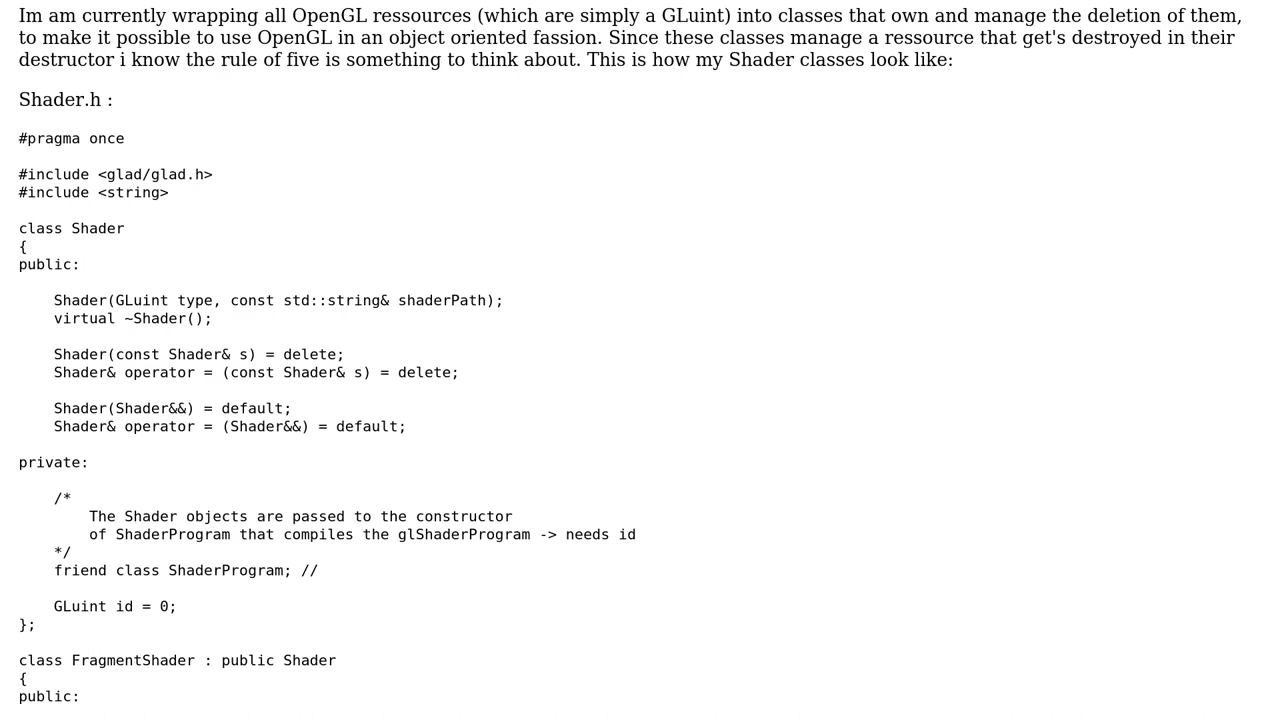 Im am currently wrapping all OpenGL ressources (which are simply a GLuint) into classes that own and manage the deletion of them,
to make it possible to use OpenGL in an object oriented fassion. Since these classes manage a ressource that get's destroyed in their
destructor i know the rule of five is something to think about. This is how my Shader classes look like:
Shader.h :
#pragma once
#include <glad/glad.h>
#include <string>
class Shader
{
public:
    Shader(GLuint type, const std::string& shaderPath);
    virtual ~Shader();
    Shader(const Shader& s) = delete;
    Shader& operator = (const Shader& s) = delete;
    Shader(Shader&&) = default;
    Shader& operator = (Shader&&) = default;
private:
    /*
        The Shader objects are passed to the constructor
        of ShaderProgram that compiles the glShaderProgram -> needs id
    */
    friend class ShaderProgram; //
    GLuint id = 0;
};
class FragmentShader : public Shader
{
public: